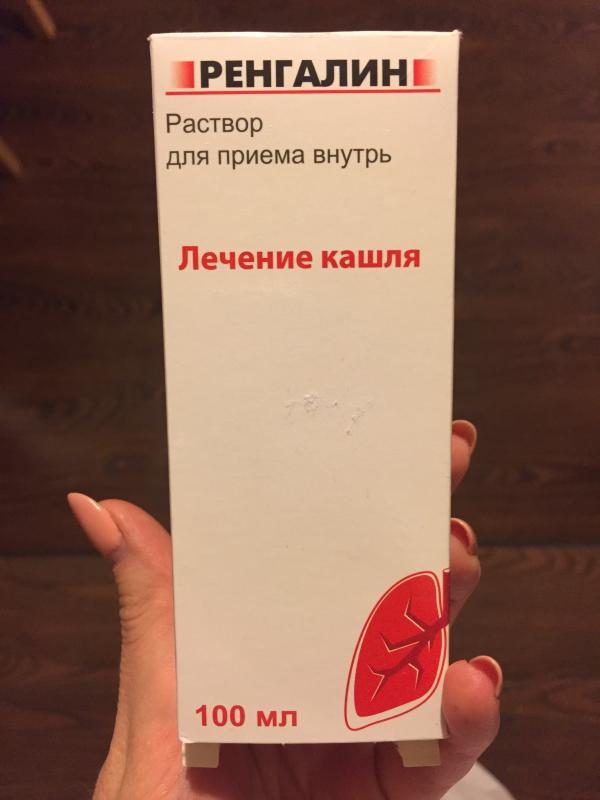 РЕНГАЛИН
Раствор
для приема внутрь
Лечение кашля
100 мл